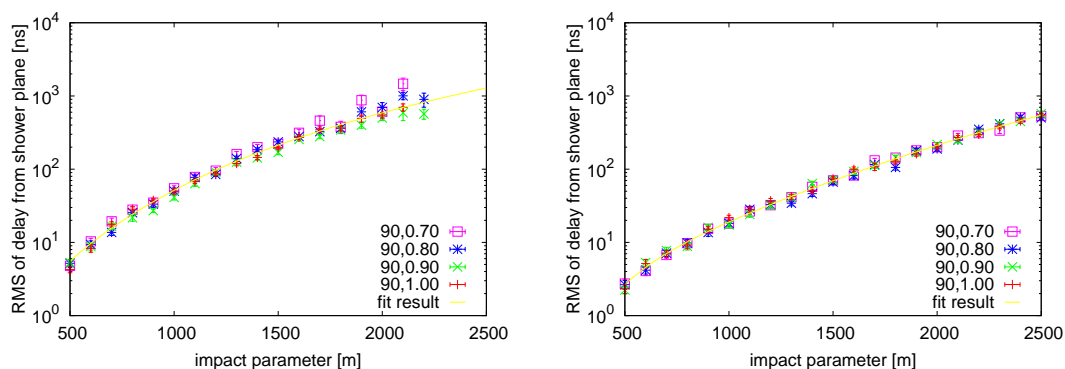 RMS of delay from shower plane [ns]
10^4
10^3
10^2
10^1
10^0
500 1000 1500 2000 2500
impact parameter [m]
90,0.70
90,0.80
90,0.90
90,1.00
fit result
RMS of delay from shower plane [ns]
10^4
10^3
10^2
10^1
10^0
500 1000 1500 2000 2500
impact parameter [m]
90,0.70
90,0.80
90,0.90
90,1.00
fit result